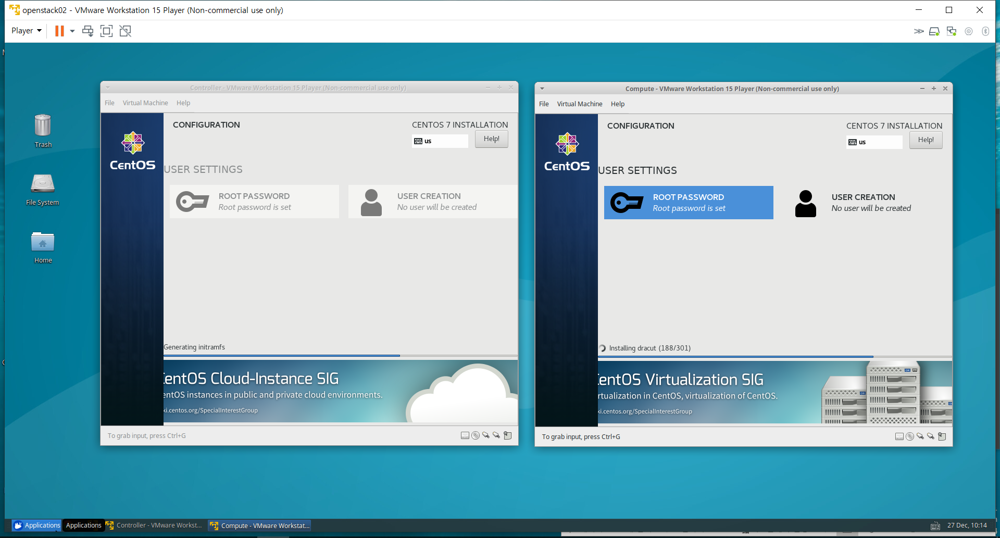 openstack02 - VMware Workstation 15 Player (Non-commercial use only)
Player
Trash
File System
Home
Controller - VMware Workstation 15 Player (Non-commercial use only)
File Virtual Machine Help
CentOS
CONFIGURATION
CENTOS 7 INSTALLATION
us
Help!
USER SETTINGS
ROOT PASSWORD
Root password is set
USER CREATION
No user will be created
Generating initramfs
CentOS Cloud-Instance SIG
entOS instances in public and private cloud environments.
ki.centos.org/SpecialInterestGroup
To grab input, press Ctrl+G
Compute - VMware Workstation 15 Player (Non-commercial use only)
File Virtual Machine Help
CentOS
CONFIGURATION
CENTOS 7 INSTALLATION
us
Help!
USER SETTINGS
ROOT PASSWORD
Root password is set
USER CREATION
No user will be created
Installing dracut (188/301)
CentOS Virtualization SIG
rtualization in CentOS, virtualization of CentOS.
ki.centos.org/SpecialInterestGroup
To grab input, press Ctrl+G
Applications
Applications
Controller - VMware Workst...
Compute - VMware Workstat...
27 Dec, 10:14